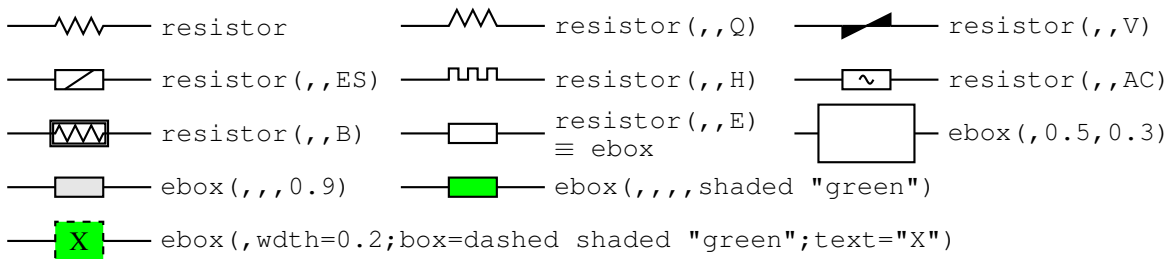 resistor
resistor(,,Q)
resistor(,,V)
resistor(,,ES)
resistor(,,H)
resistor(,,AC)
resistor(,,B)
resistor(,,E)
≡ ebox
ebox(,0.5,0.3)
ebox(,,,0.9)
ebox(,,,,shaded "green")
X
ebox(,wdth=0.2;box=dashed shaded "green";text="X")